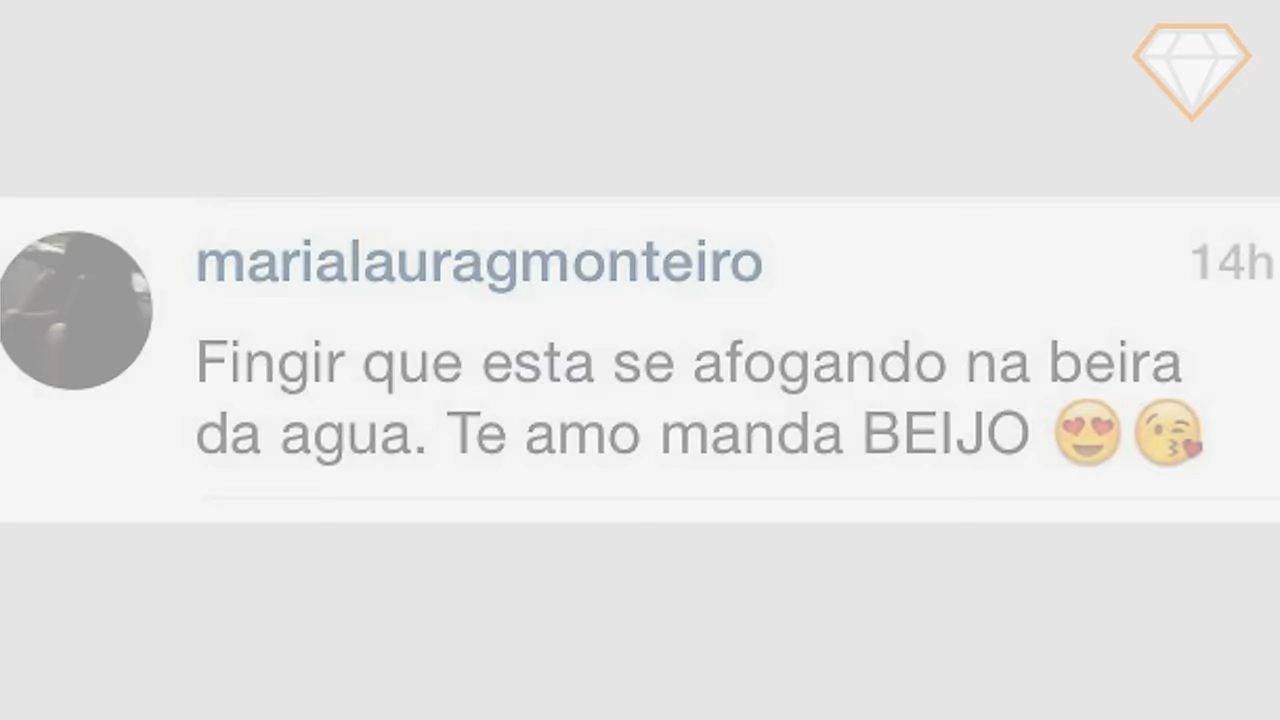 marialauragmonteiro 14h
Fingir que esta se afogando na beira
da agua. Te amo manda BEIJO 😍😘